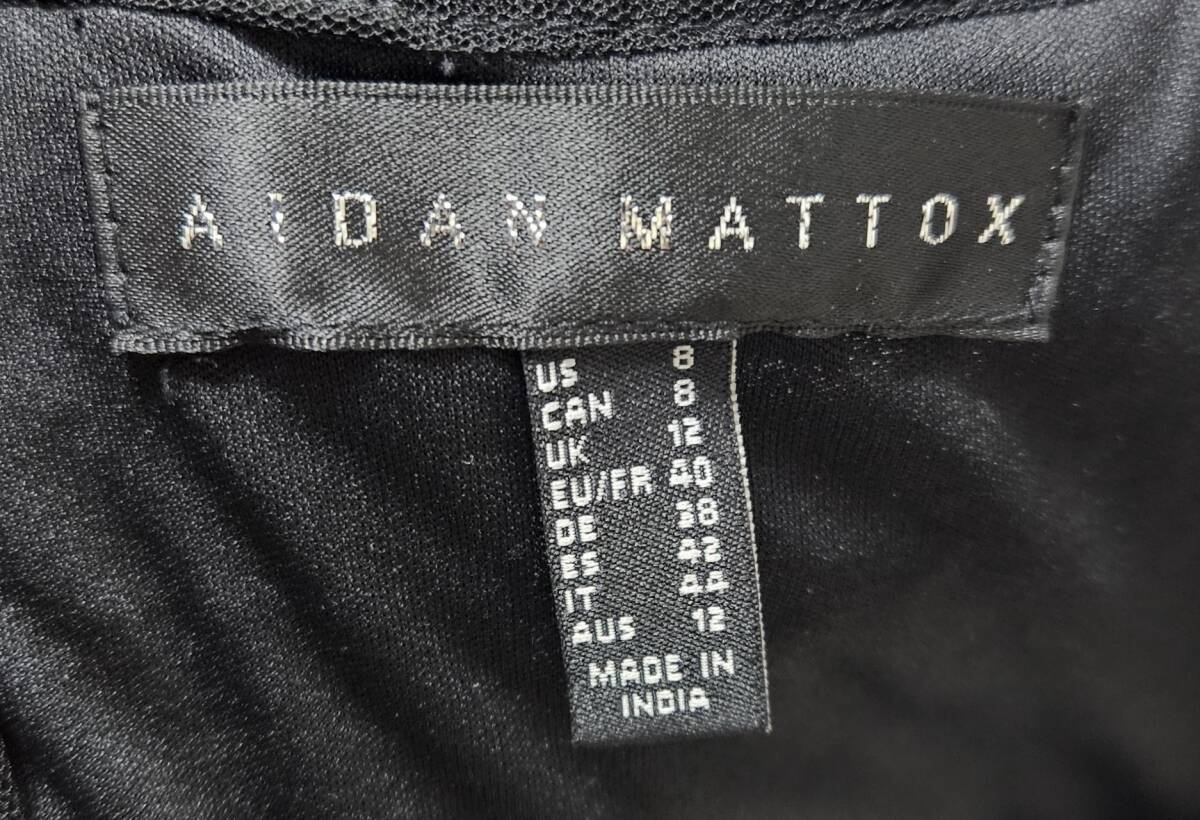 AIDAN MATTOX
US 8
CAN 8
UK 12
EU/FR 40
DE 38
ES 42
IT 44
AUS 12
MADE IN
INDIA